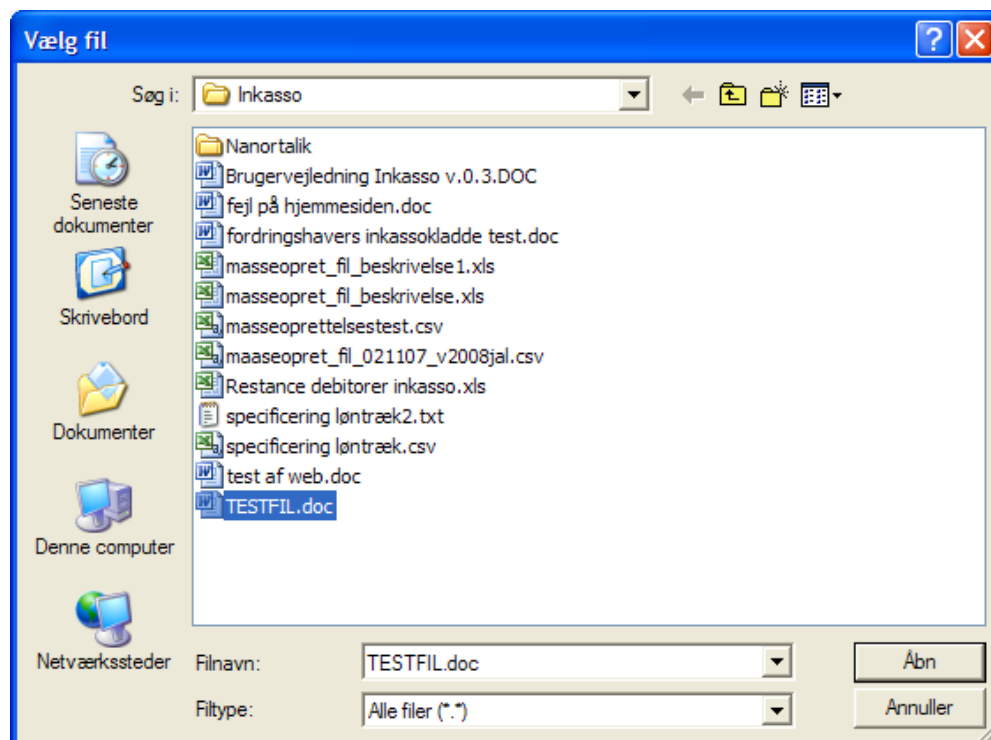 Vælg fil
Søg i: Inkasso
Seneste
dokumenter
Skrivebord
Dokumenter
Denne computer
Netværkssteder
Nanortalik
Brugervejledning Inkasso v.0.3.DOC
fejl på hjemmesiden.doc
fordringshavers inkassokladde test.doc
masseopret_fil_beskrivelse1.xls
masseopret_fil_beskrivelse.xls
masseoprettelsestest.csv
maaseopret_fil_021107_v2008jal.csv
Restance debitorer inkasso.xls
specificering løntræk2.txt
specificering løntræk.csv
test af web.doc
TESTFIL.doc
Filnavn: TESTFIL.doc Åbn
Filtype: Alle filer (*.*) Annuller